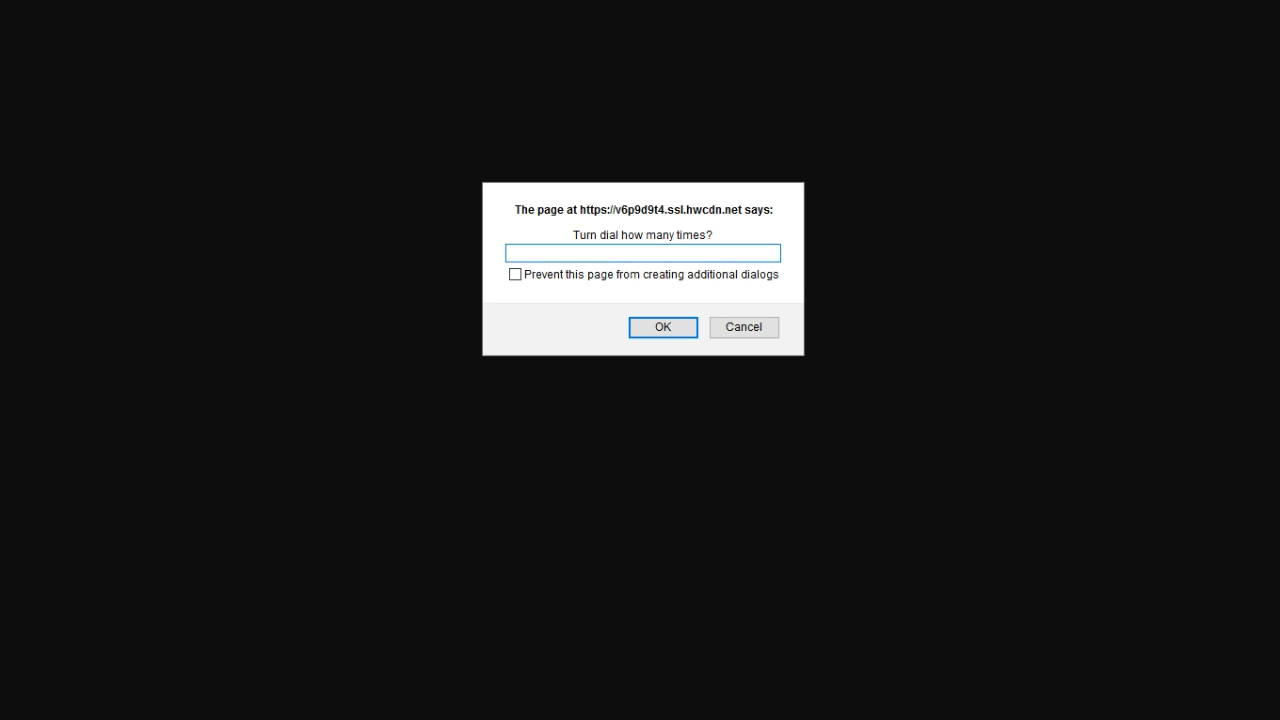 The page at https://v6p9d9t4.ssl.hwcdn.net says:
Turn dial how many times?
Prevent this page from creating additional dialogs
OK Cancel